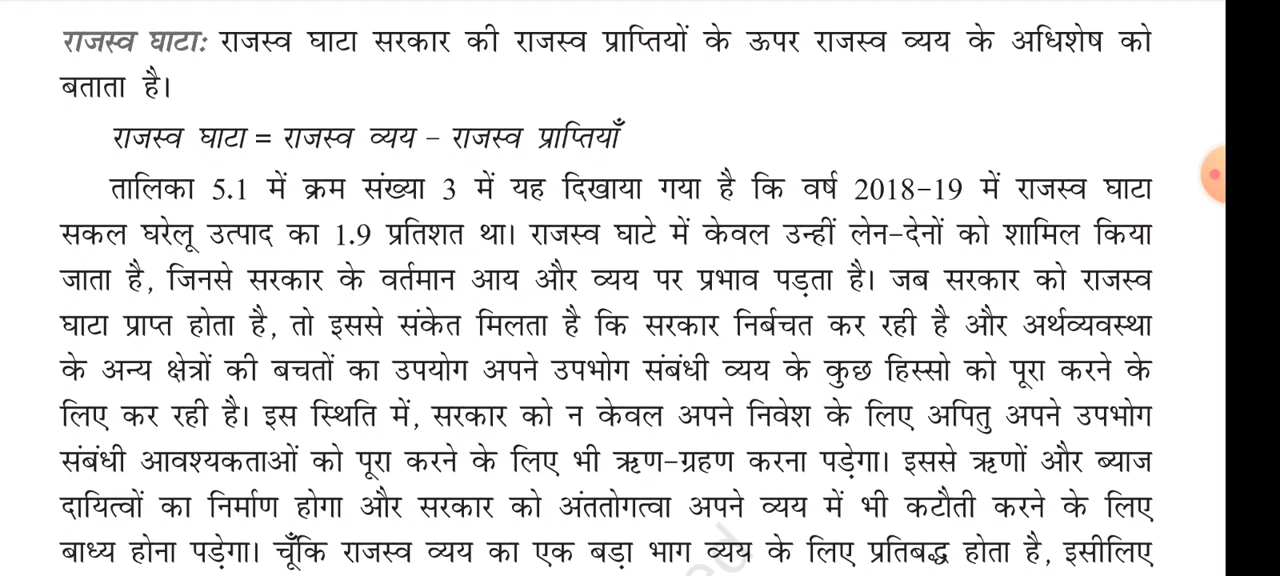 राजस्व घाटा: राजस्व घाटा सरकार की राजस्व प्राप्तियों के ऊपर राजस्व व्यय के अधिशेष को
बताता है।
राजस्व घाटा = राजस्व व्यय – राजस्व प्राप्तियाँ
तालिका 5.1 में क्रम संख्या 3 में यह दिखाया गया है कि वर्ष 2018-19 में राजस्व घाटा
सकल घरेलू उत्पाद का 1.9 प्रतिशत था। राजस्व घाटे में केवल उन्हीं लेन-देनों को शामिल किया
जाता है, जिनसे सरकार के वर्तमान आय और व्यय पर प्रभाव पड़ता है। जब सरकार को राजस्व
घाटा प्राप्त होता है, तो इससे संकेत मिलता है कि सरकार निर्बचत कर रही है और अर्थव्यवस्था
के अन्य क्षेत्रों की बचतों का उपयोग अपने उपभोग संबंधी व्यय के कुछ हिस्सो को पूरा करने के
लिए कर रही है। इस स्थिति में, सरकार को न केवल अपने निवेश के लिए अपितु अपने उपभोग
संबंधी आवश्यकताओं को पूरा करने के लिए भी ऋण-ग्रहण करना पड़ेगा। इससे ऋणों और ब्याज
दायित्वों का निर्माण होगा और सरकार को अंततोगत्वा अपने व्यय में भी कटौती करने के लिए
बाध्य होना पड़ेगा। चूँकि राजस्व व्यय का एक बड़ा भाग व्यय के लिए प्रतिबद्ध होता है, इसीलिए